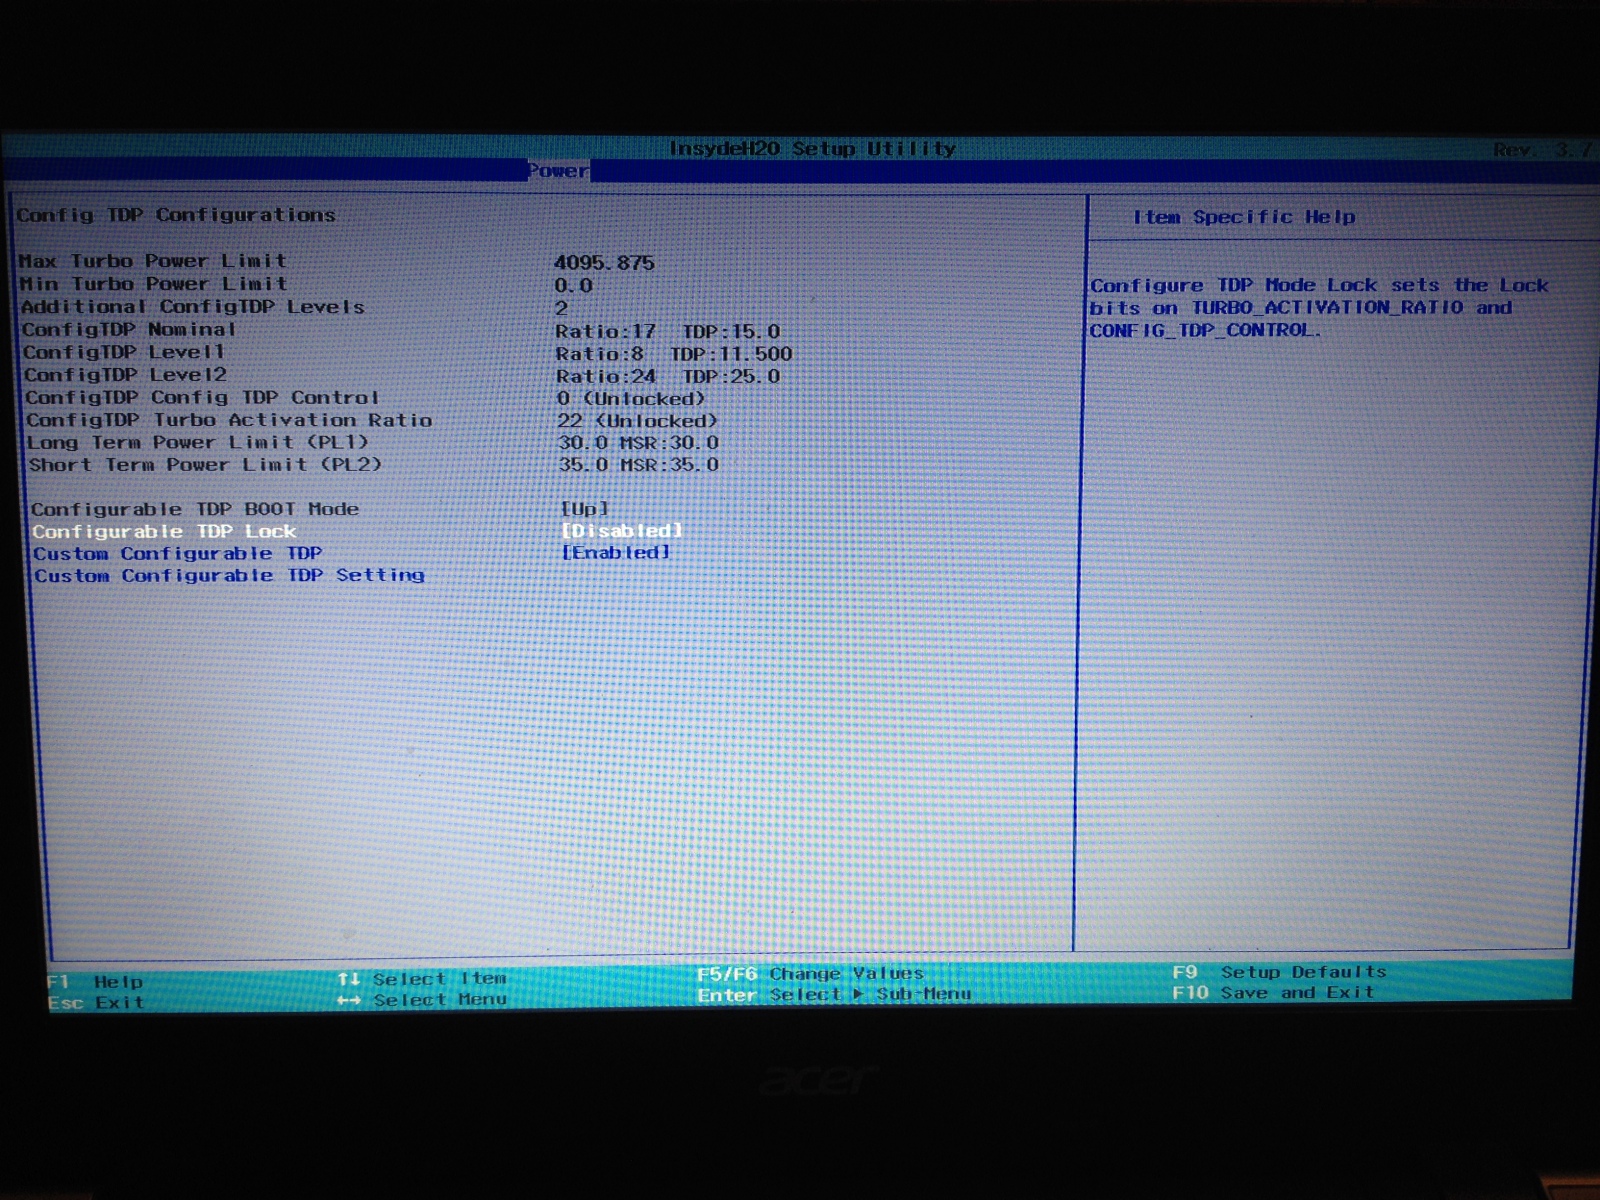 InsydeH20 Setup Utility Rev. 3.7
Power
Config TDP Configurations
Item Specific Help
Max Turbo Power Limit 4095.875
Min Turbo Power Limit 0.0
Additional ConfigTDP Levels 2
ConfigTDP Nominal Ratio:17 TDP:15.0
ConfigTDP Level1 Ratio:8 TDP:11.500
ConfigTDP Level2 Ratio:24 TDP:25.0
ConfigTDP Config TDP Control 0 (Unlocked)
ConfigTDP Turbo Activation Ratio 22 (Unlocked)
Long Term Power Limit (PL1) 30.0 MSR:30.0
Short Term Power Limit (PL2) 35.0 MSR:35.0
Configurable TDP BOOT Mode [Up]
Configurable TDP Lock [Disabled]
Custom Configurable TDP [Enabled]
Custom Configurable TDP Setting
Configure TDP Mode Lock sets the Lock
bits on TURBO_ACTIVATION_RATIO and
CONFIG_TDP_CONTROL.
F1 Help ↑↓ Select Item F5/F6 Change Values F9 Setup Defaults
Esc Exit ←→ Select Menu Enter Select ▶ Sub-Menu F10 Save and Exit
acer